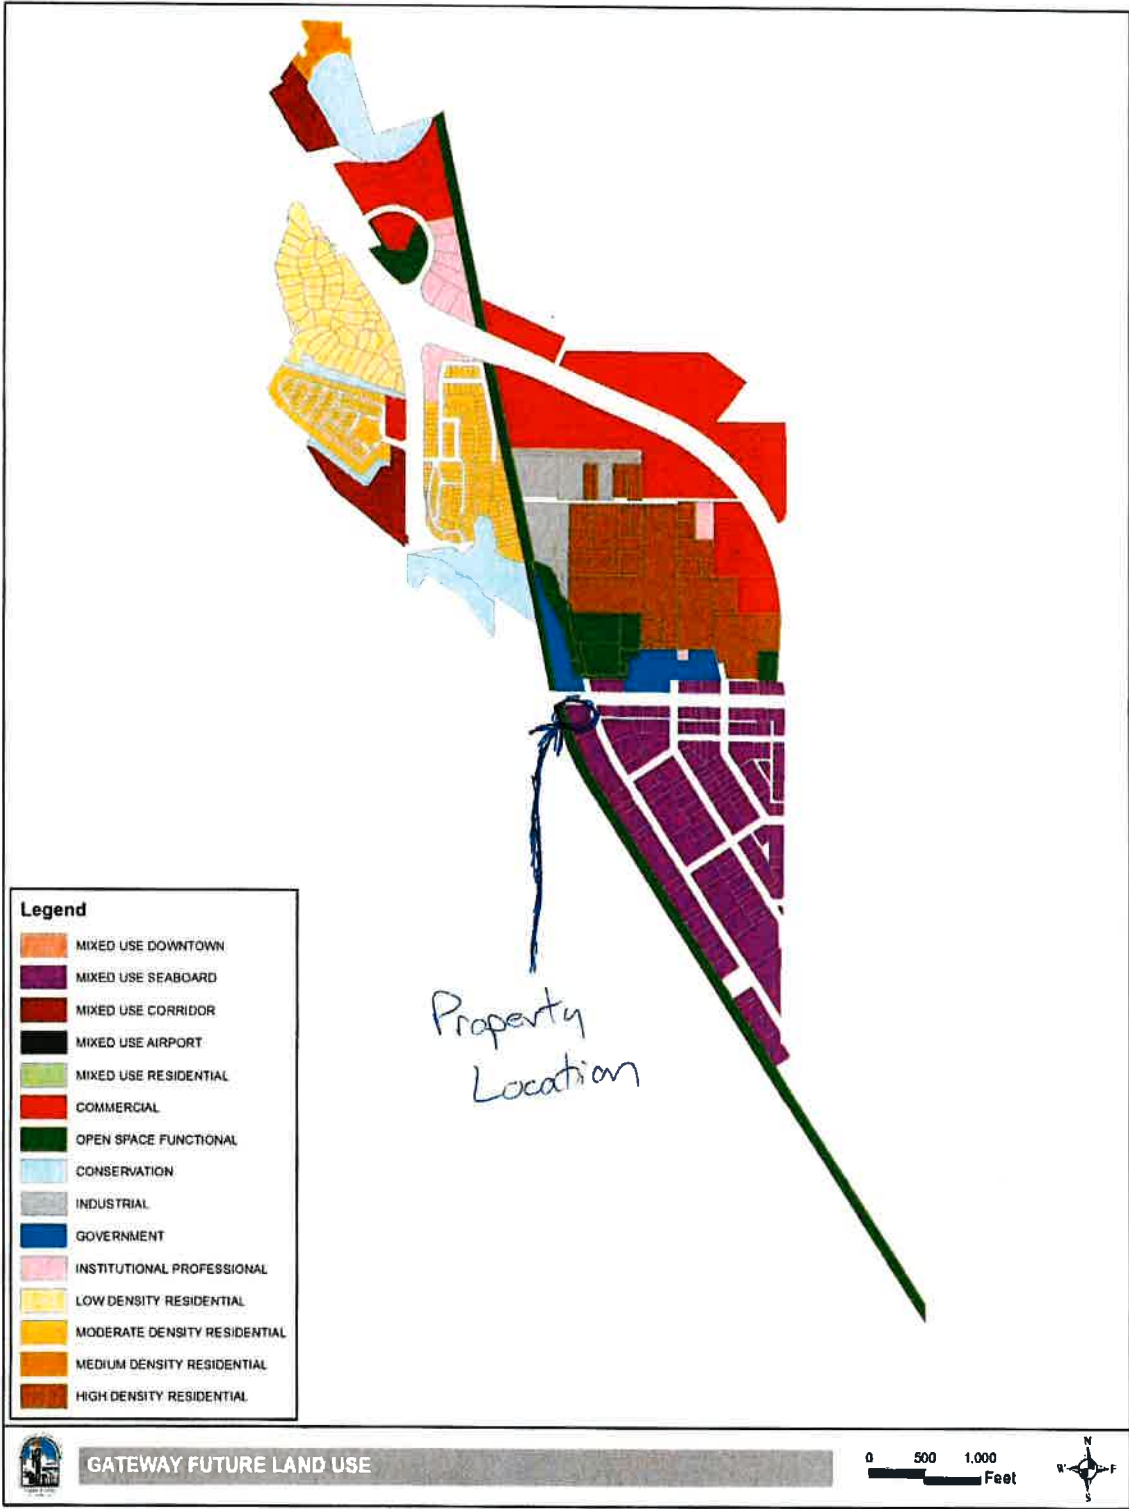 Property
Location
Legend
MIXED USE DOWNTOWN
MIXED USE SEABOARD
MIXED USE CORRIDOR
MIXED USE AIRPORT
MIXED USE RESIDENTIAL
COMMERCIAL
OPEN SPACE FUNCTIONAL
CONSERVATION
INDUSTRIAL
GOVERNMENT
INSTITUTIONAL PROFESSIONAL
LOW DENSITY RESIDENTIAL
MODERATE DENSITY RESIDENTIAL
MEDIUM DENSITY RESIDENTIAL
HIGH DENSITY RESIDENTIAL
GATEWAY FUTURE LAND USE
0 500 1,000
Feet
N
W E
S